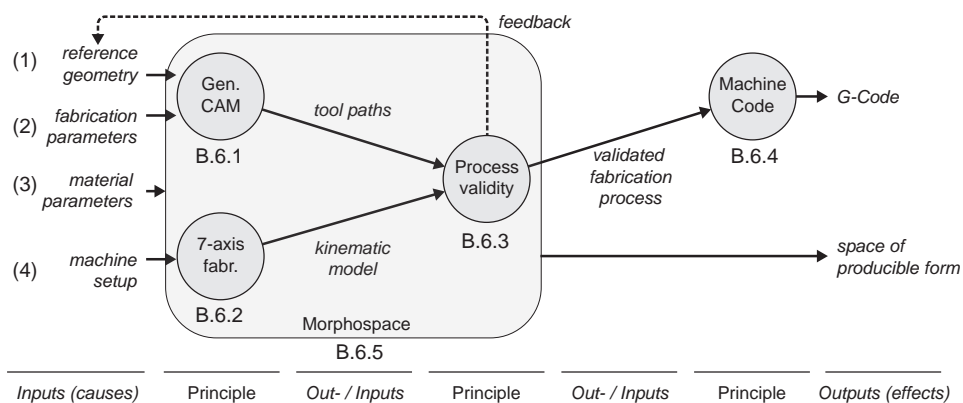 feedback
(1)
reference
geometry
(2)
fabrication
parameters
(3)
material
parameters
(4)
machine
setup
Gen.
CAM
B.6.1
tool paths
7-axis
fabr.
B.6.2
kinematic
model
Process
validity
B.6.3
validated
fabrication
process
Machine
Code
B.6.4
G-Code
space of
producible form
Morphospace
B.6.5
Inputs (causes)
Principle
Out- / Inputs
Principle
Out- / Inputs
Principle
Outputs (effects)